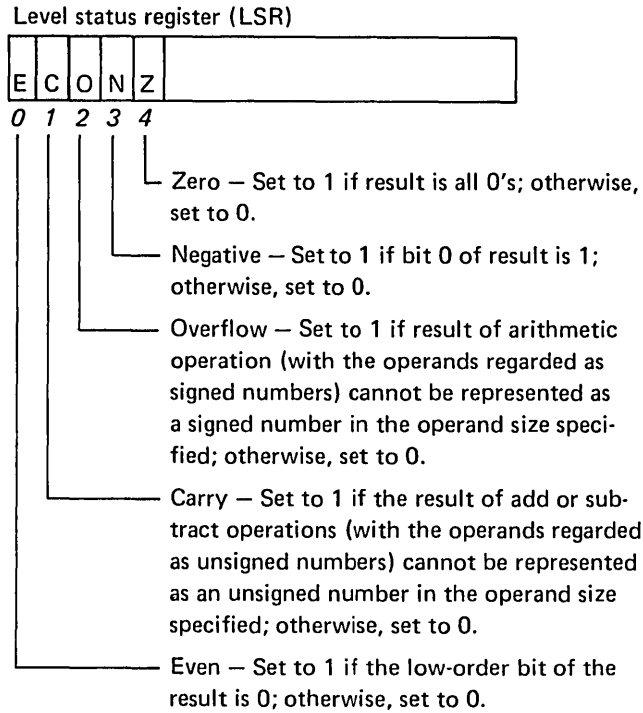 Level status register (LSR)
E C O N Z
0 1 2 3 4
Zero — Set to 1 if result is all 0's; otherwise,
set to 0.
Negative — Set to 1 if bit 0 of result is 1;
otherwise, set to 0.
Overflow — Set to 1 if result of arithmetic
operation (with the operands regarded as
signed numbers) cannot be represented as
a signed number in the operand size speci-
fied; otherwise, set to 0.
Carry — Set to 1 if the result of add or sub-
tract operations (with the operands regarded
as unsigned numbers) cannot be represented
as an unsigned number in the operand size
specified; otherwise, set to 0.
Even — Set to 1 if the low-order bit of the
result is 0; otherwise, set to 0.